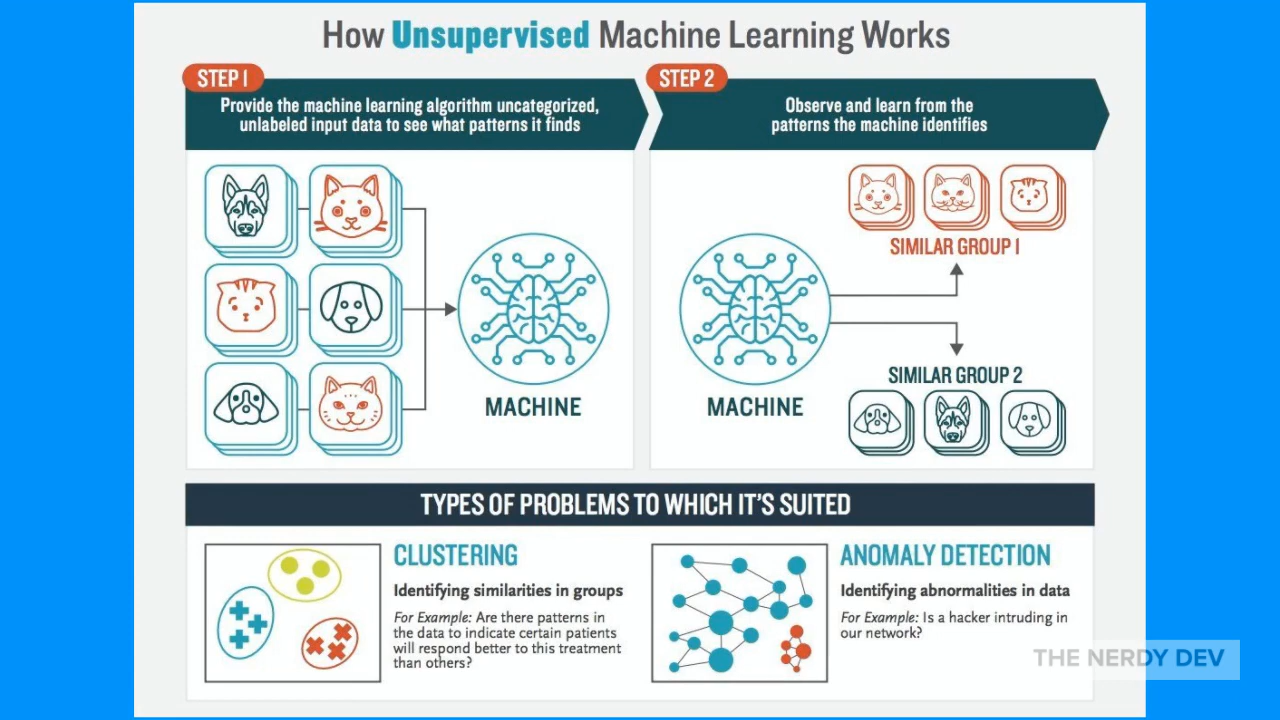 How Unsupervised Machine Learning Works
STEP 1
Provide the machine learning algorithm uncategorized,
unlabeled input data to see what patterns it finds
MACHINE
STEP 2
Observe and learn from the
patterns the machine identifies
MACHINE
SIMILAR GROUP 1
SIMILAR GROUP 2
TYPES OF PROBLEMS TO WHICH IT'S SUITED
CLUSTERING
Identifying similarities in groups
For Example: Are there patterns in
the data to indicate certain patients
will respond better to this treatment
than others?
ANOMALY DETECTION
Identifying abnormalities in data
For Example: Is a hacker intruding in
our network?
THE NERDY DEV